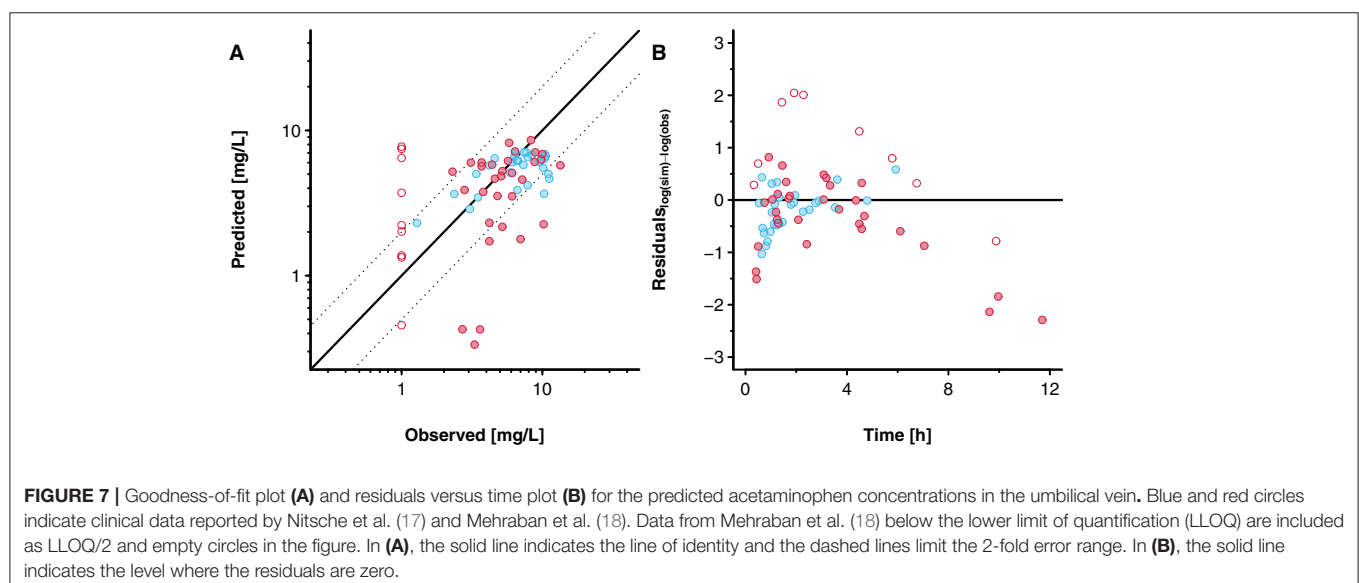 A
B
Predicted [mg/L]
10
1
1
10
Observed [mg/L]
Residuals log(sim)−log(obs)
3
2
1
0
−1
−2
−3
0
4
8
12
Time [h]
FIGURE 7 | Goodness-of-fit plot (A) and residuals versus time plot (B) for the predicted acetaminophen concentrations in the umbilical vein. Blue and red circles
indicate clinical data reported by Nitsche et al. (17) and Mehraban et al. (18). Data from Mehraban et al. (18) below the lower limit of quantification (LLOQ) are included
as LLOQ/2 and empty circles in the figure. In (A), the solid line indicates the line of identity and the dashed lines limit the 2-fold error range. In (B), the solid line
indicates the level where the residuals are zero.